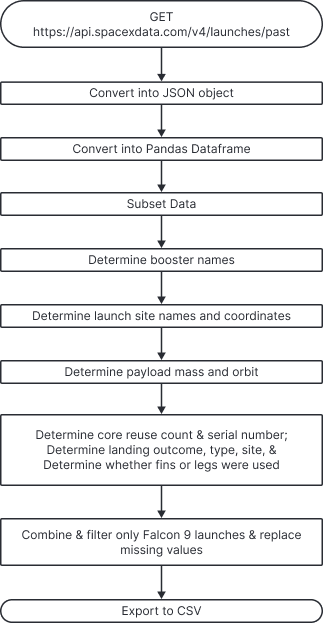 GET
https://api.spacexdata.com/v4/launches/past
Convert into JSON object
Convert into Pandas Dataframe
Subset Data
Determine booster names
Determine launch site names and coordinates
Determine payload mass and orbit
Determine core reuse count & serial number;
Determine landing outcome, type, site, &
Determine whether fins or legs were used
Combine & filter only Falcon 9 launches & replace
missing values
Export to CSV